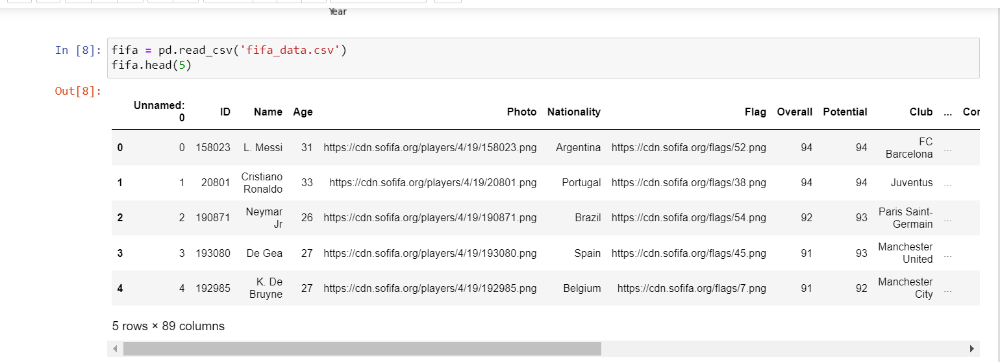 Year
In [8]: fifa = pd.read_csv('fifa_data.csv')
fifa.head(5)
Out[8]:
Unnamed: 0 ID Name Age Photo Nationality Flag Overall Potential Club ... Cor
0 0 158023 L. Messi 31 https://cdn.sofifa.org/players/4/19/158023.png Argentina https://cdn.sofifa.org/flags/52.png 94 94 FC Barcelona ...
1 1 20801 Cristiano Ronaldo 33 https://cdn.sofifa.org/players/4/19/20801.png Portugal https://cdn.sofifa.org/flags/38.png 94 94 Juventus ...
2 2 190871 Neymar Jr 26 https://cdn.sofifa.org/players/4/19/190871.png Brazil https://cdn.sofifa.org/flags/54.png 92 93 Paris Saint-Germain ...
3 3 193080 De Gea 27 https://cdn.sofifa.org/players/4/19/193080.png Spain https://cdn.sofifa.org/flags/45.png 91 93 Manchester United ...
4 4 192985 K. De Bruyne 27 https://cdn.sofifa.org/players/4/19/192985.png Belgium https://cdn.sofifa.org/flags/7.png 91 92 Manchester City ...
5 rows × 89 columns